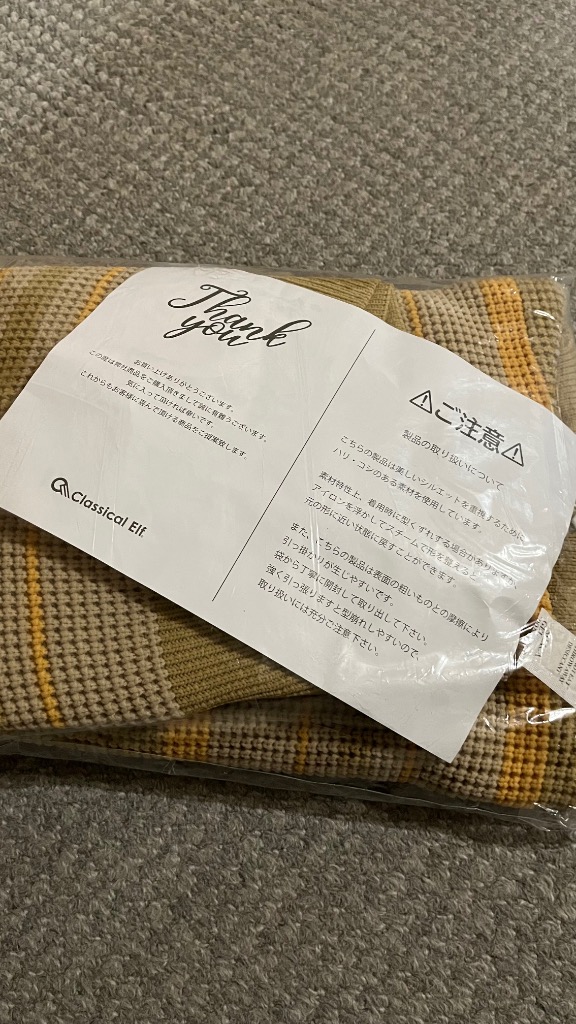 Thank
you
お買い上げありがとうございます。
この度は弊社商品をご購入頂きまして誠に有難うございます。
気に入って頂ければ幸いです。
これからもお客様に喜んで頂ける商品をご提案致します。
Classical Elf.
⚠ご注意⚠
製品の取り扱いについて
こちらの製品は美しいシルエットを重視するために
ハリ・コシのある素材を使用しています。
素材特性上、着用時に型くずれする場合がありますが、
アイロンを浮かしてスチームで形を整えると
元の形に近い状態に戻すことができます。
また、こちらの製品は表面の粗いものとの摩擦により
引っ掛かりが生じやすいです。
袋から丁寧に開封して取り出して下さい。
強く引っ張りますと型崩れしやすいので、
取り扱いには充分ご注意下さい。